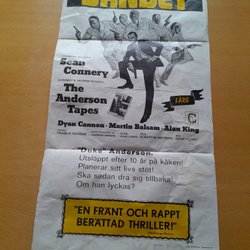 BANDET
Sean
Connery
The
Anderson
Tapes
FÄRG
Dyan Cannon · Martin Balsam · Alan King
"Duke" Anderson.
Utsläppt efter 10 år på kåken!
Planerar sitt livs stöt!
Ska sedan dra sig tillbaka!
Om han lyckas?
"EN FRÄNT OCH RAPPT
BERÄTTAD THRILLER!"